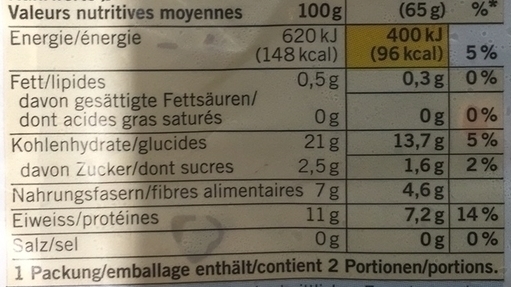 Valeurs nutritives moyennes 100g (65g) %*
Energie/énergie 620 kJ 400 kJ
(148 kcal) (96 kcal) 5%
Fett/lipides 0,5g 0,3g 0%
davon gesättigte Fettsäuren/
dont acides gras saturés 0g 0g 0%
Kohlenhydrate/glucides 21g 13,7g 5%
davon Zucker/dont sucres 2,5g 1,6g 2%
Nahrungsfasern/fibres alimentaires 7g 4,6g
Eiweiss/protéines 11g 7,2g 14%
Salz/sel 0g 0g 0%
1 Packung/emballage enthält/contient 2 Portionen/portions.